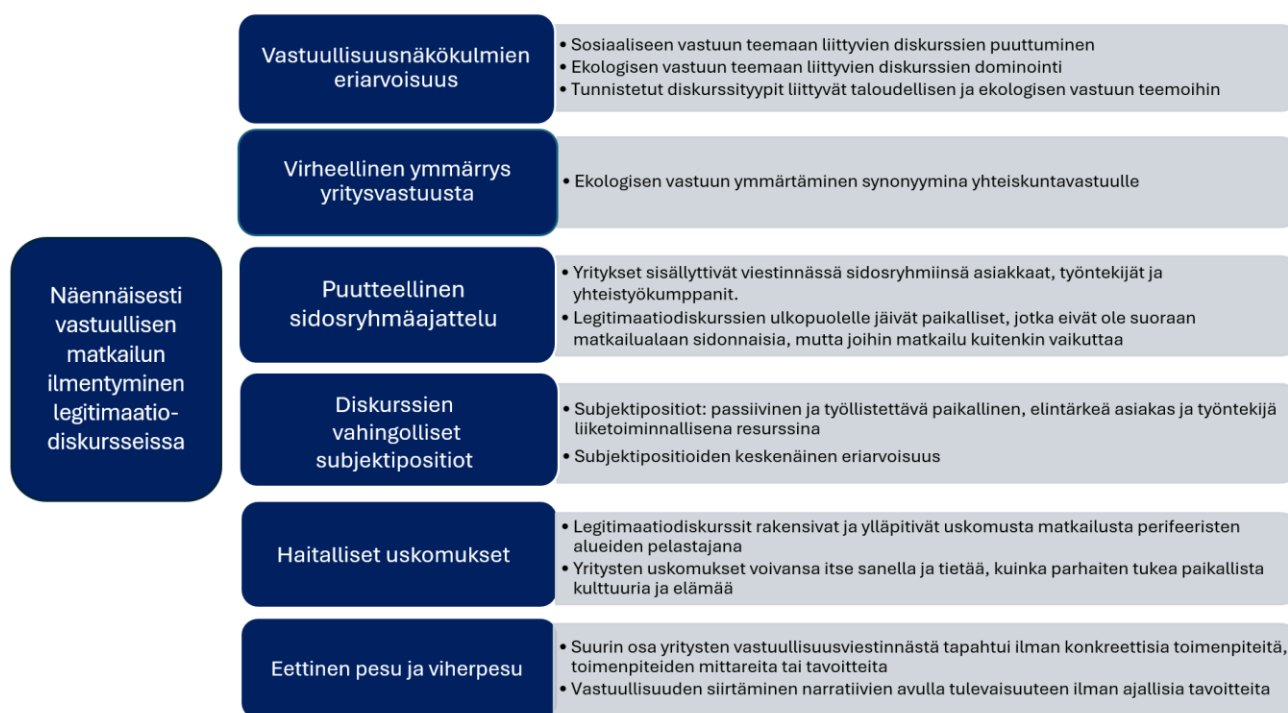 Näennäisesti
vastuullisen
matkailun
ilmentyminen
legitimaatio-
diskursseissa
Vastuullisuusnäkökulmien
eriarvoisuus
• Sosiaaliseen vastuun teemaan liittyvien diskurssien puuttuminen
• Ekologisen vastuun teemaan liittyvien diskurssien dominointi
• Tunnistetut diskurssityypit liittyvät taloudellisen ja ekologisen vastuun teemoihin
Virheellinen ymmärrys
yritysvastuusta
• Ekologisen vastuun ymmärtäminen synonyymina yhteiskuntavastuulle
Puutteellinen
sidosryhmäajattelu
• Yritykset sisällyttivät viestinnässä sidosryhmiinsä asiakkaat, työntekijät ja
yhteistyökumppanit.
• Legitimaatiodiskurssien ulkopuolelle jäivät paikalliset, jotka eivät ole suoraan
matkailualaan sidonnaisia, mutta joihin matkailu kuitenkin vaikuttaa
Diskurssien
vahingolliset
subjektipositiot
• Subjektipositiot: passiivinen ja työllistettävä paikallinen, elintärkeä asiakas ja työntekijä
liiketoiminnallisena resurssina
• Subjektipositioiden keskenäinen eriarvoisuus
Haitalliset uskomukset
• Legitimaatiodiskurssit rakensivat ja ylläpitivät uskomusta matkailusta perifeeristen
alueiden pelastajana
• Yritysten uskomukset voivansa itse sanella ja tietää, kuinka parhaiten tukea paikallista
kulttuuria ja elämää
Eettinen pesu ja viherpesu
• Suurin osa yritysten vastuullisuusviestinnästä tapahtui ilman konkreettisia toimenpiteitä,
toimenpiteiden mittareita tai tavoitteita
• Vastuullisuuden siirtäminen narratiivien avulla tulevaisuuteen ilman ajallisia tavoitteita